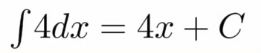 ∫4dx = 4x + C